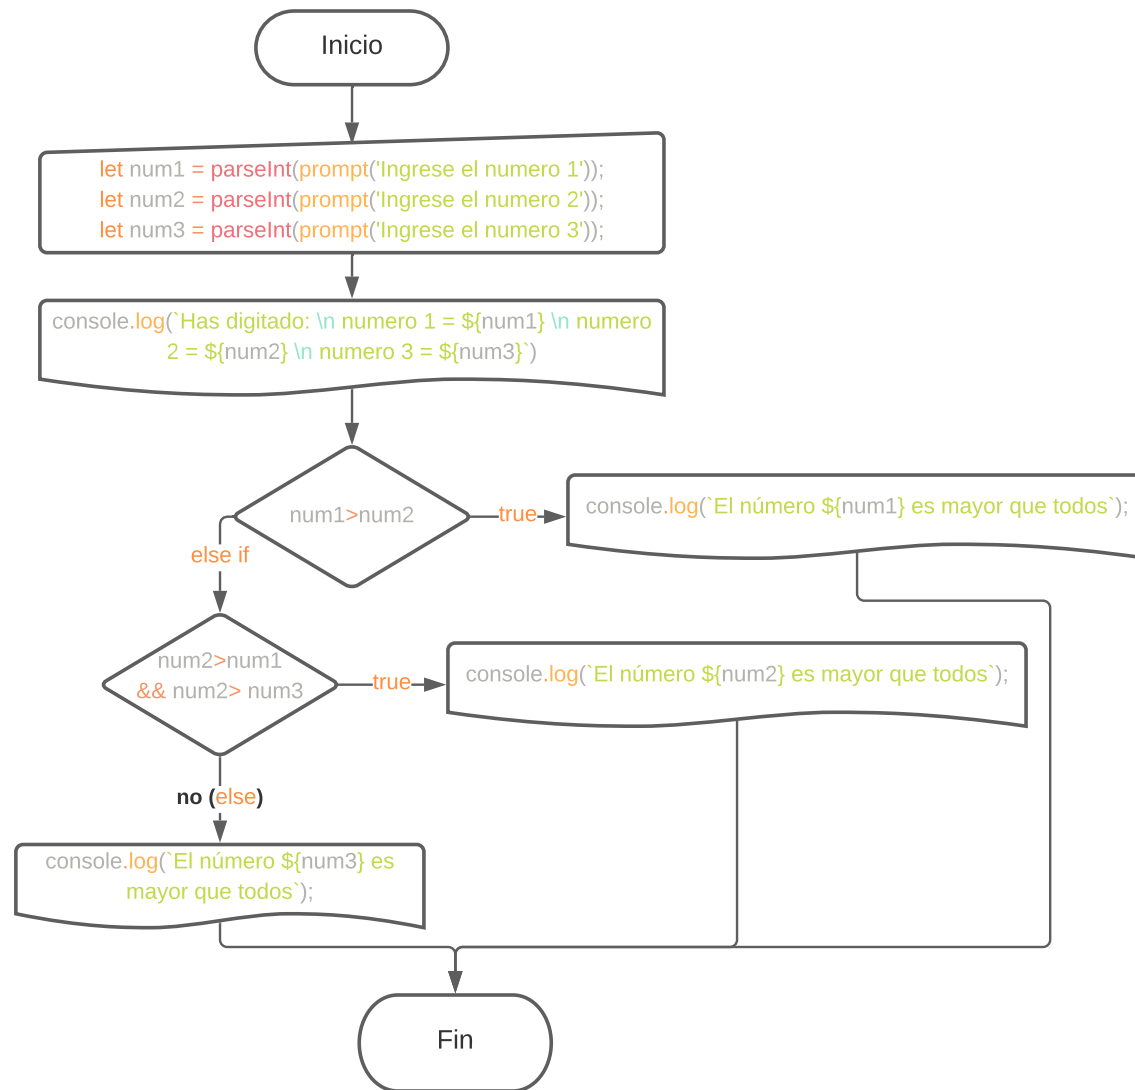 Inicio
let num1 = parseInt(prompt('Ingrese el numero 1'));
let num2 = parseInt(prompt('Ingrese el numero 2'));
let num3 = parseInt(prompt('Ingrese el numero 3'));
console.log(`Has digitado: \n numero 1 = ${num1} \n numero
2 = ${num2} \n numero 3 = ${num3}`)
num1>num2
true
console.log(`El número ${num1} es mayor que todos`);
else if
num2>num1
&& num2> num3
true
console.log(`El número ${num2} es mayor que todos`);
no (else)
console.log(`El número ${num3} es
mayor que todos`);
Fin